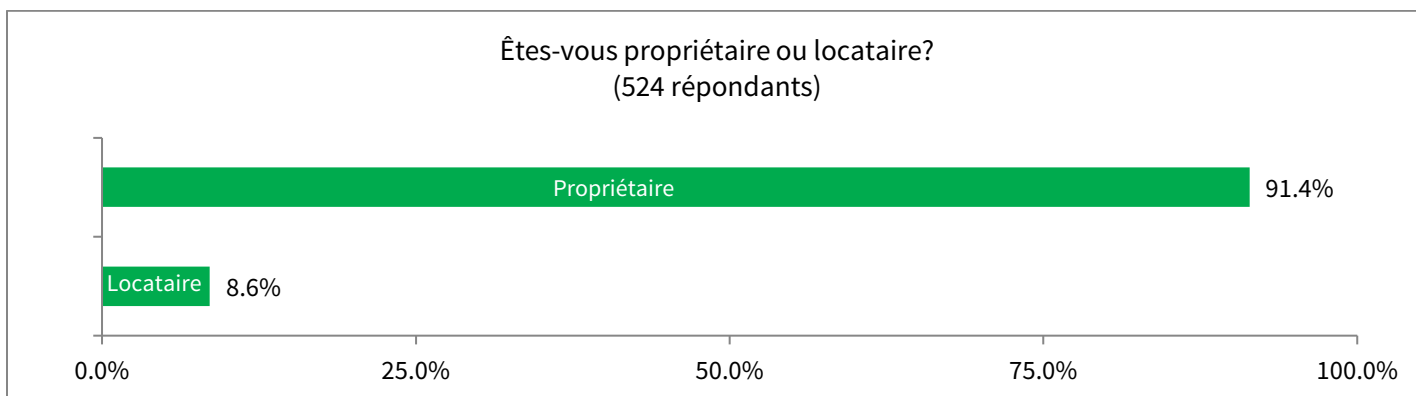 Êtes-vous propriétaire ou locataire?
(524 répondants)
Propriétaire 91.4%
Locataire 8.6%
0.0% 25.0% 50.0% 75.0% 100.0%